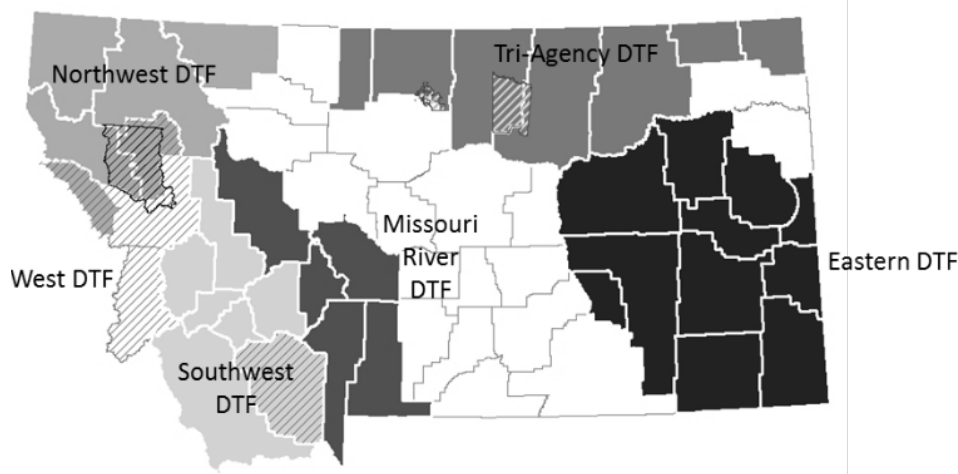 Northwest DTF
Tri-Agency DTF
Missouri
River
DTF
West DTF
Eastern DTF
Southwest
DTF